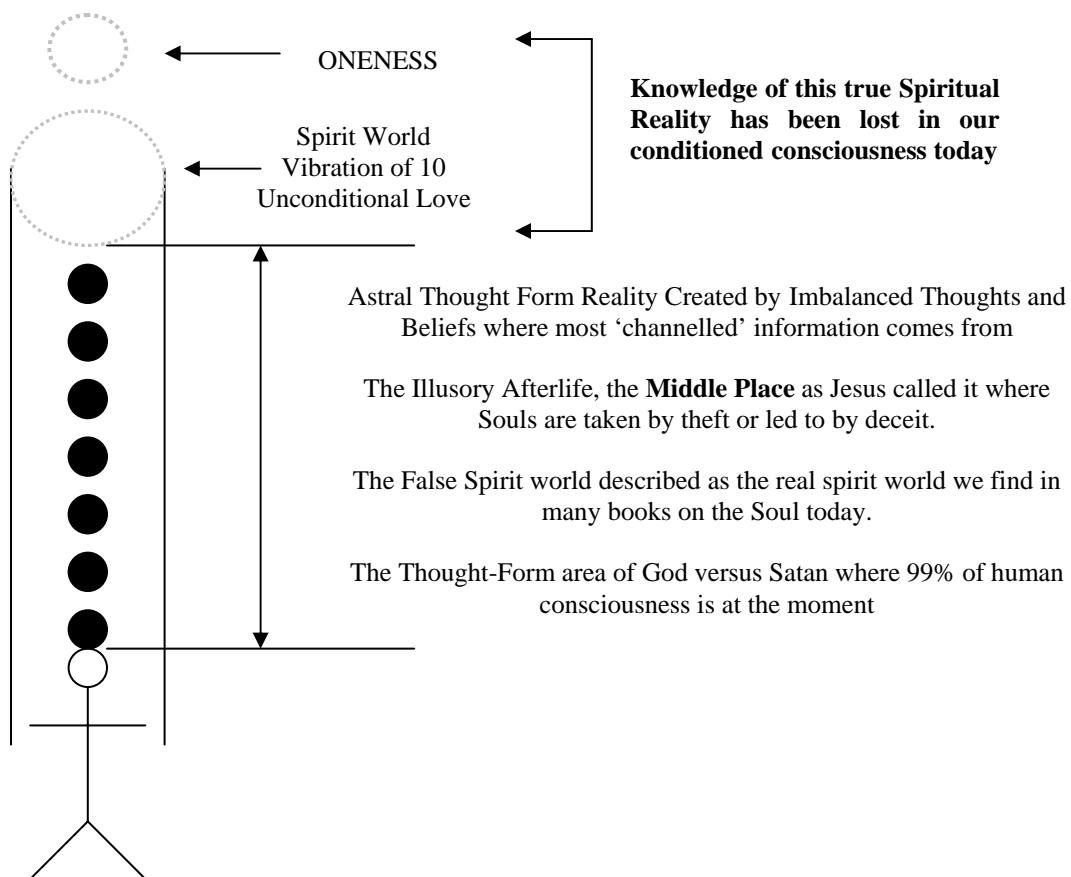 ONENESS
Knowledge of this true Spiritual
Reality has been lost in our
conditioned consciousness today
Spirit World
Vibration of 10
Unconditional Love
Astral Thought Form Reality Created by Imbalanced Thoughts and
Beliefs where most ‘channelled’ information comes from
The Illusory Afterlife, the Middle Place as Jesus called it where
Souls are taken by theft or led to by deceit.
The False Spirit world described as the real spirit world we find in
many books on the Soul today.
The Thought-Form area of God versus Satan where 99% of human
consciousness is at the moment